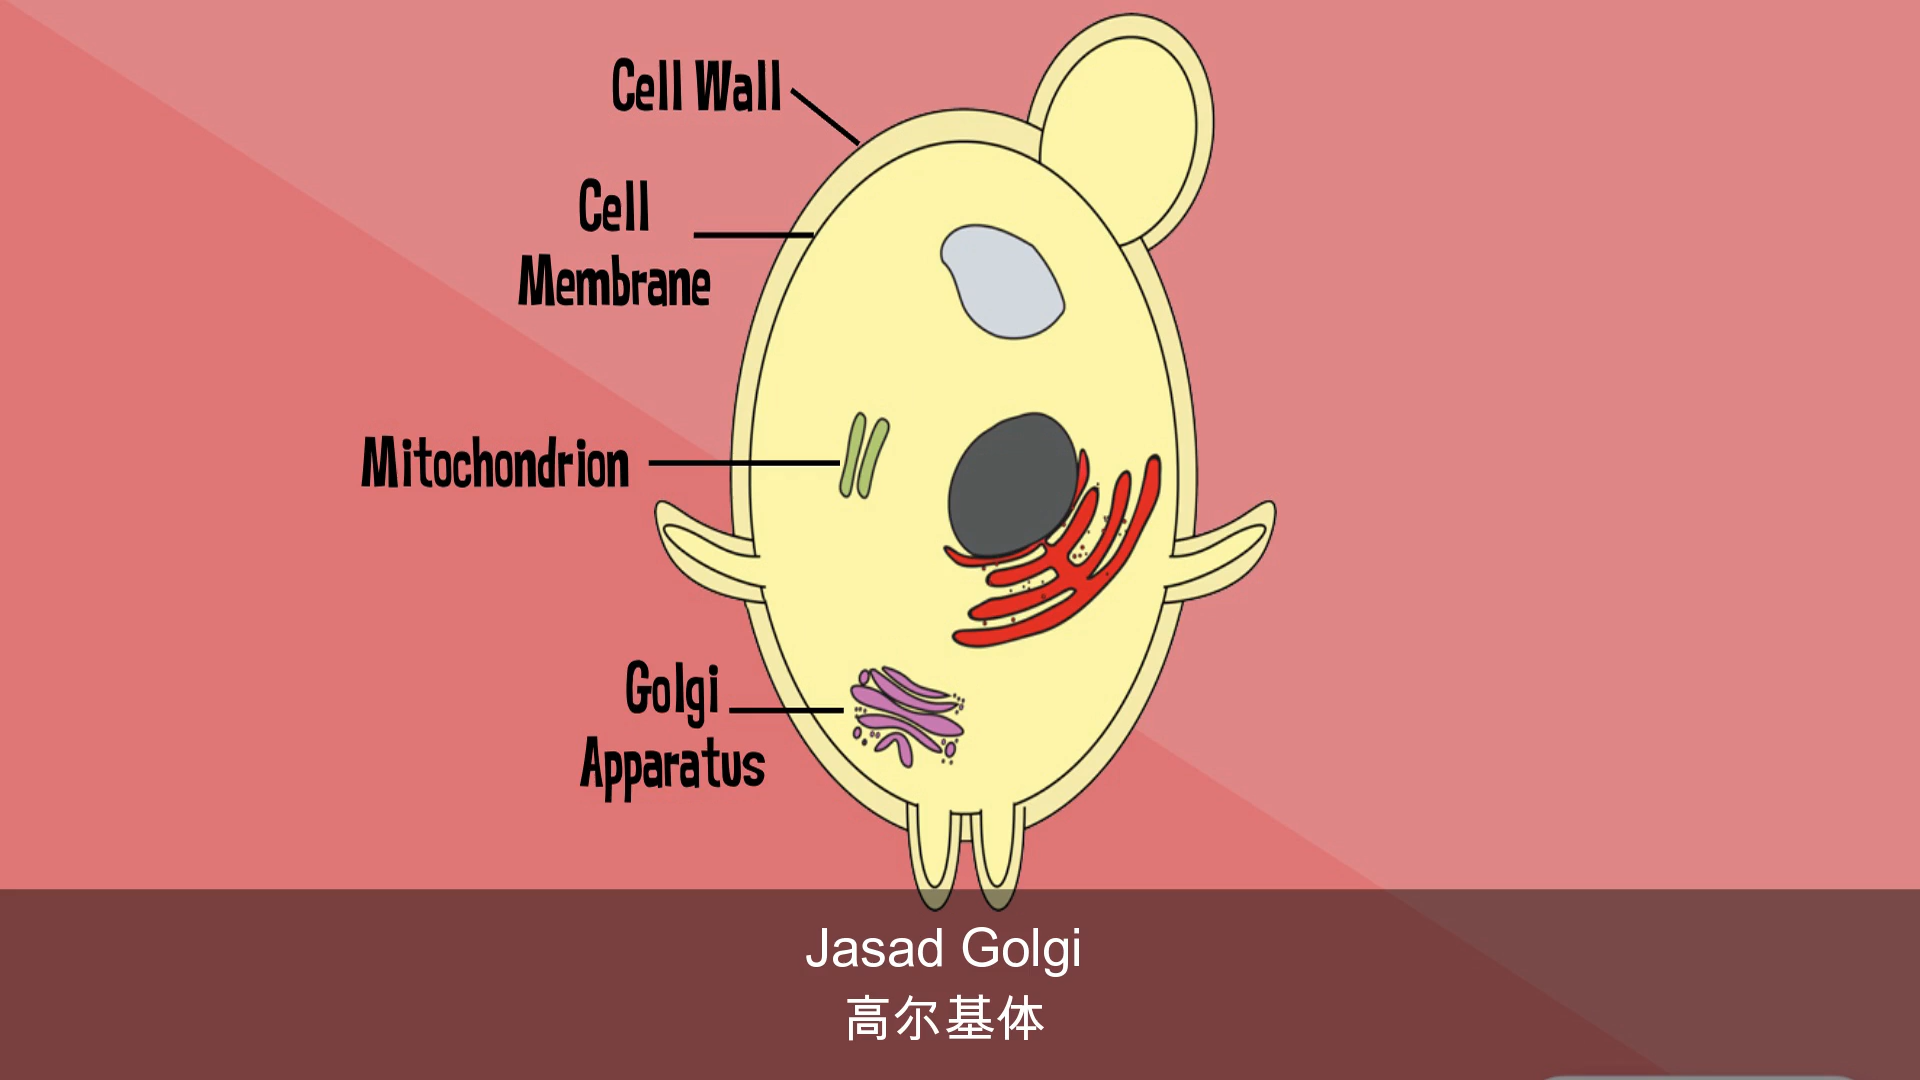 Cell Wall
Cell
Membrane
Mitochondrion
Golgi
Apparatus
Jasad Golgi
高尔基体